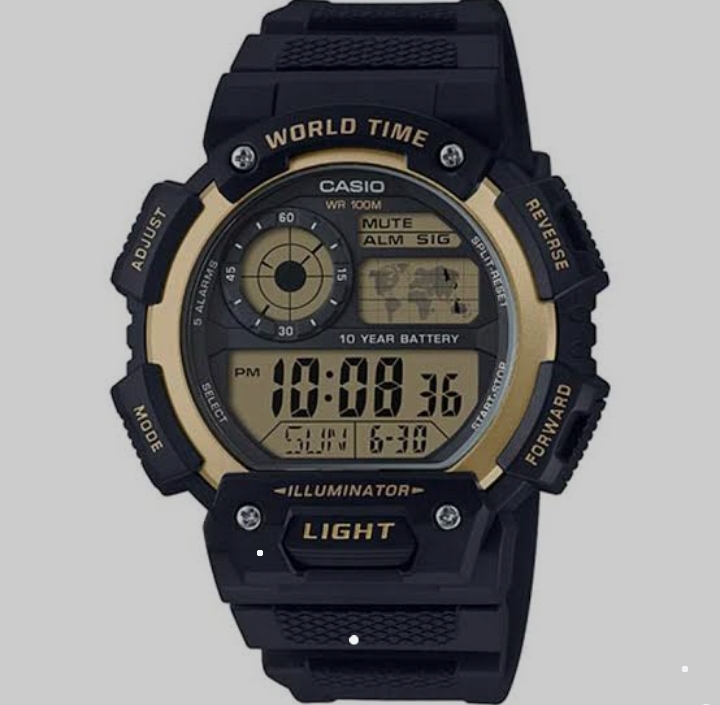 WORLD TIME
CASIO
WR 100M
ADJUST
REVERSE
60
45
15
30
MUTE
ALM SIG
5 ALARMS
SPLIT·RESET
10 YEAR BATTERY
PM 10:08 36
SUN 6-30
SELECT
START·STOP
MODE
FORWARD
ILLUMINATOR
LIGHT